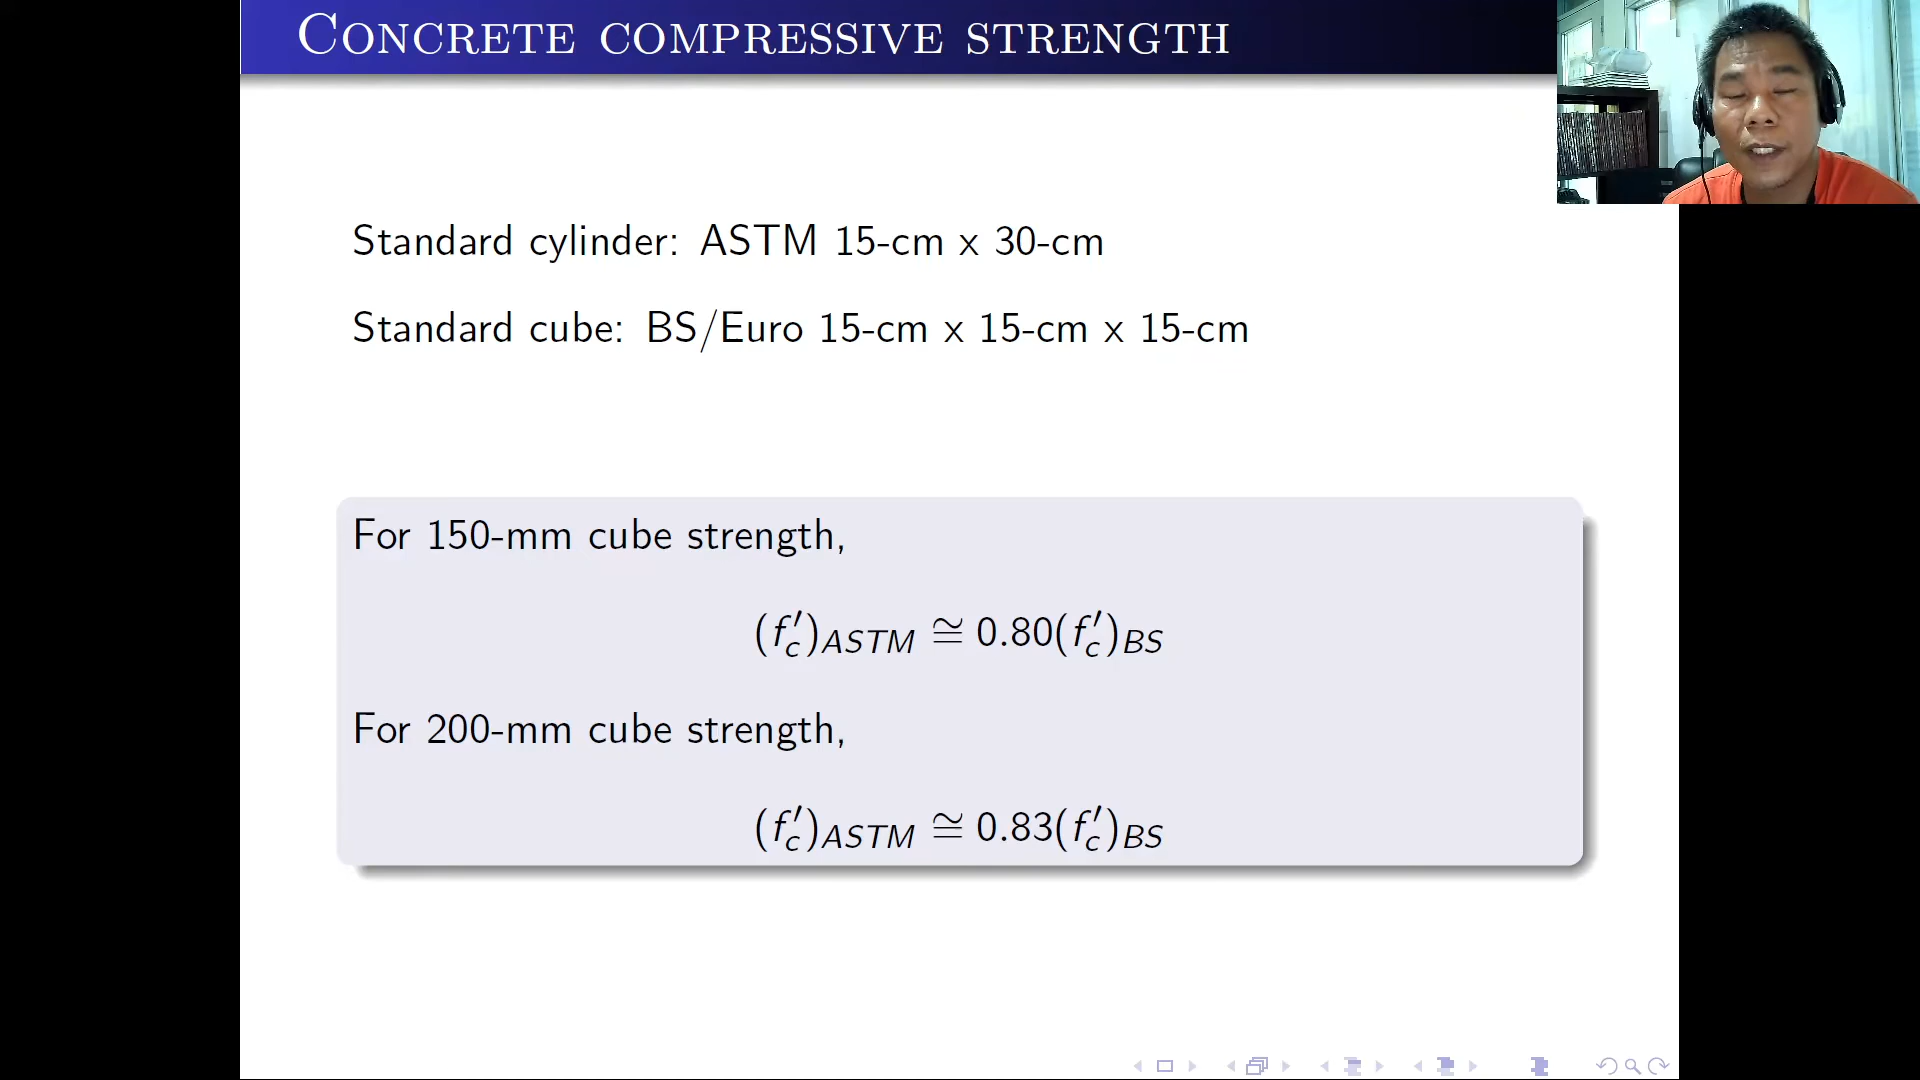 CONCRETE COMPRESSIVE STRENGTH
Standard cylinder: ASTM 15-cm x 30-cm
Standard cube: BS/Euro 15-cm x 15-cm x 15-cm
For 150-mm cube strength,
(f′c)ASTM ≅ 0.80(f′c)BS
For 200-mm cube strength,
(f′c)ASTM ≅ 0.83(f′c)BS